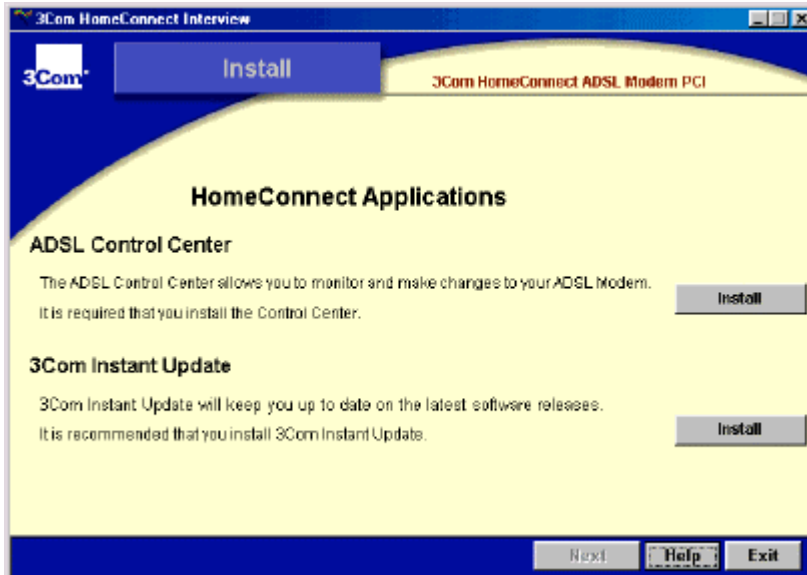 3Com HomeConnect Interview
3Com
Install
3Com HomeConnect ADSL Modem PCI
HomeConnect Applications
ADSL Control Center
The ADSL Control Center allows you to monitor and make changes to your ADSL Modem.
Install
It is required that you install the Control Center.
3Com Instant Update
3Com Instant Update will keep you up to date on the latest software releases.
Install
It is recommended that you install 3Com Instant Update.
Next Help Exit